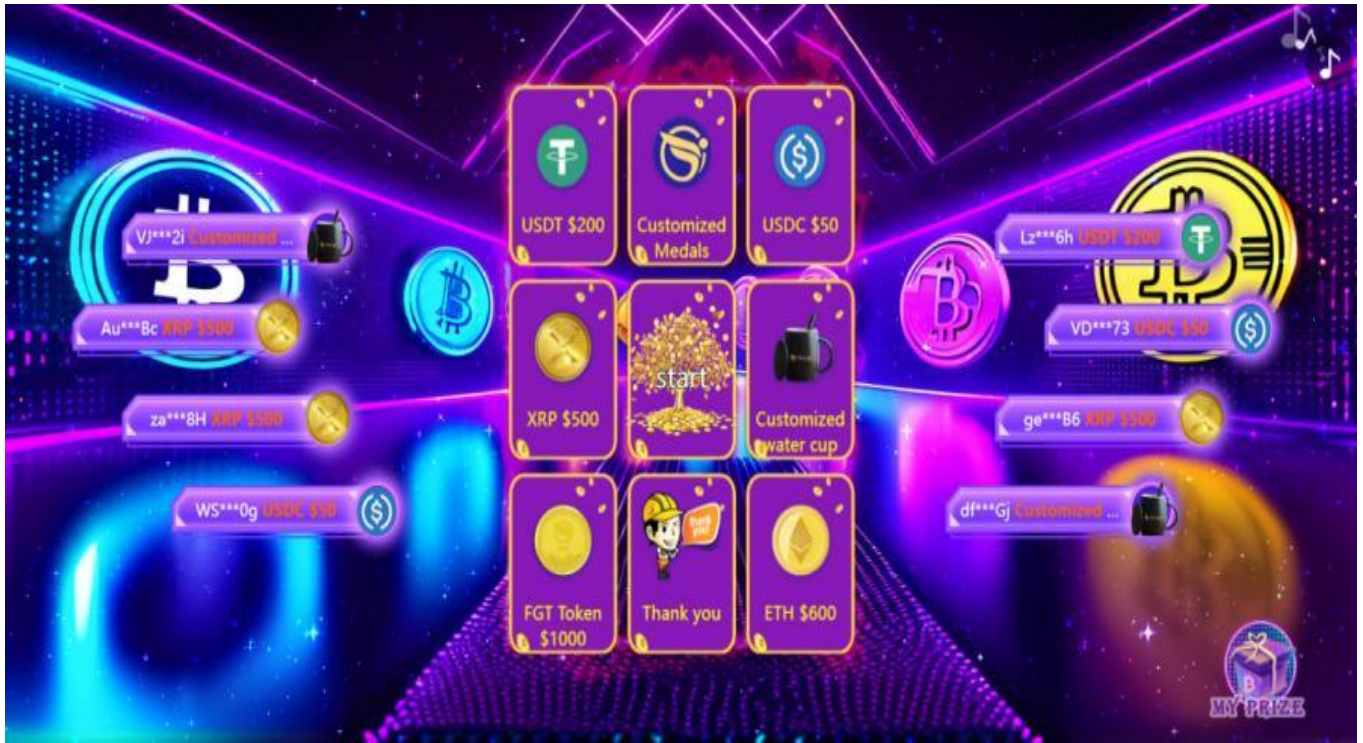 VJ***2i Customized ...
Au***Bc XRP $500
za***8H XRP $500
WS***0g USDC $50
USDT $200
Customized
Medals
USDC $50
XRP $500
start
Customized
water cup
FGT Token
$1000
thank
you!
Thank you
ETH $600
Lz***6h USDT $200
VD***73 USDC $50
ge***B6 XRP $500
df***Gj Customized ...
MY PRIZE